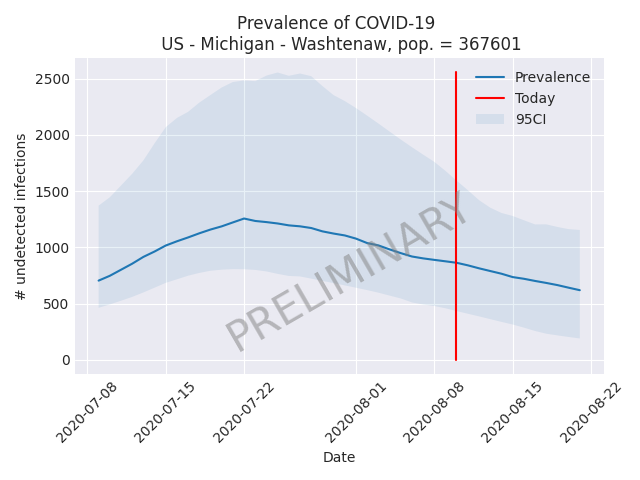 Prevalence of COVID-19
US - Michigan - Washtenaw, pop. = 367601
# undetected infections
2500
2000
1500
1000
500
0
Prevalence
Today
95CI
PRELIMINARY
2020-07-08
2020-07-15
2020-07-22
2020-08-01
2020-08-08
2020-08-15
2020-08-22
Date